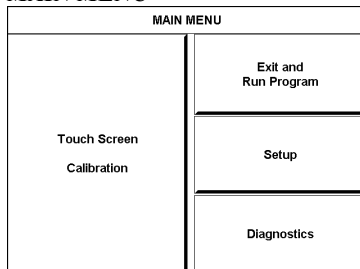 MAIN MENU
Touch Screen
Calibration
Exit and
Run Program
Setup
Diagnostics